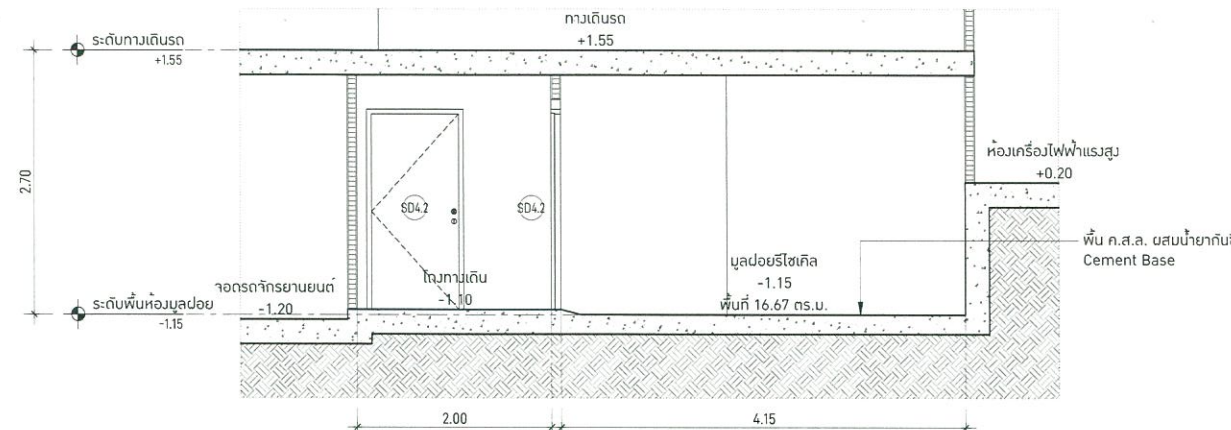 ทางเดินรถ
+1.55
ระดับทางเดินรถ
+1.55
2.70
ห้องเครื่องไฟฟ้าแรงสูง
+0.20
SD4.2
SD4.2
พื้น ค.ส.ล. ผสมน้ำยากันซึ
Cement Base
มูลฝอยรีไซเคิล
-1.15
พื้นที่ 16.67 ตร.ม.
โถงทางเดิน
-1.10
จอดรถจักรยานยนต์
-1.20
ระดับพื้นห้องมูลฝอย
-1.15
2.00
4.15